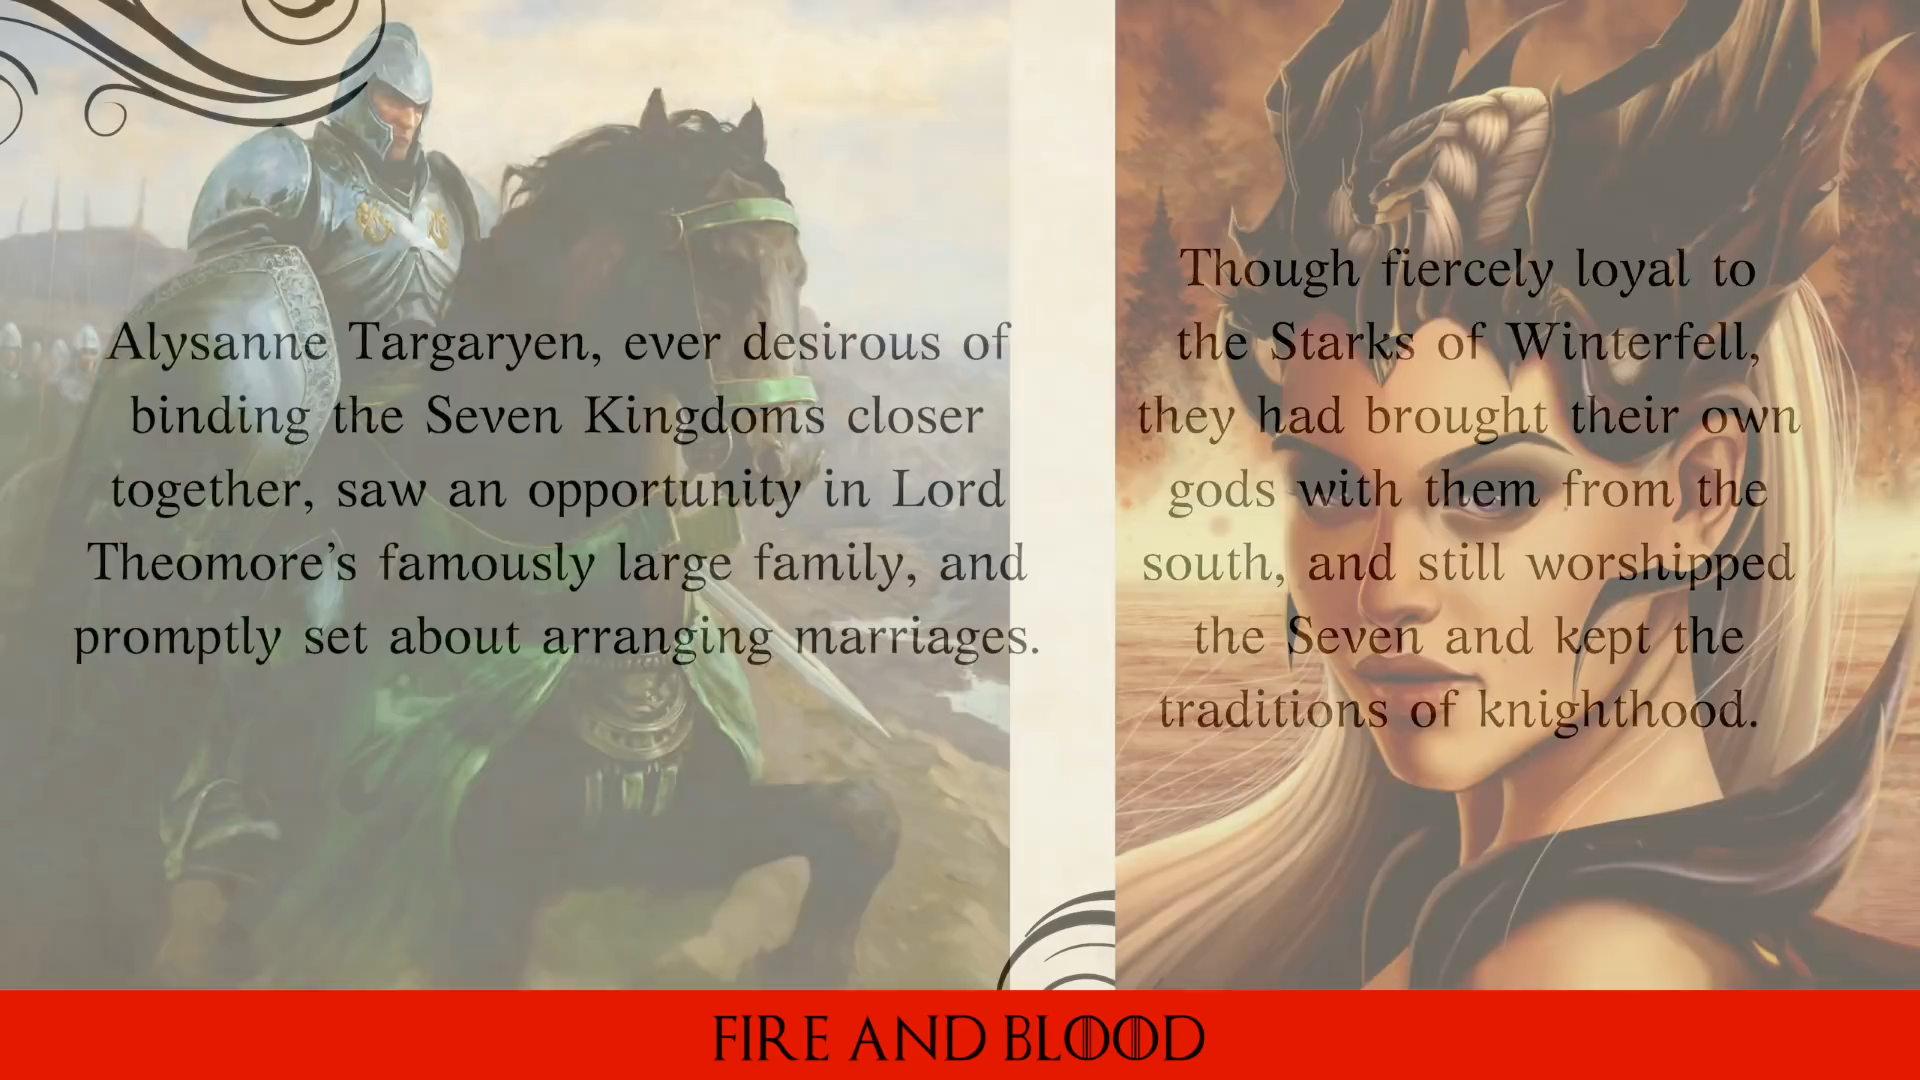 Alysanne Targaryen, ever desirous of
binding the Seven Kingdoms closer
together, saw an opportunity in Lord
Theomore’s famously large family, and
promptly set about arranging marriages.
Though fiercely loyal to
the Starks of Winterfell,
they had brought their own
gods with them from the
south, and still worshipped
the Seven and kept the
traditions of knighthood.
FIRE AND BLOOD